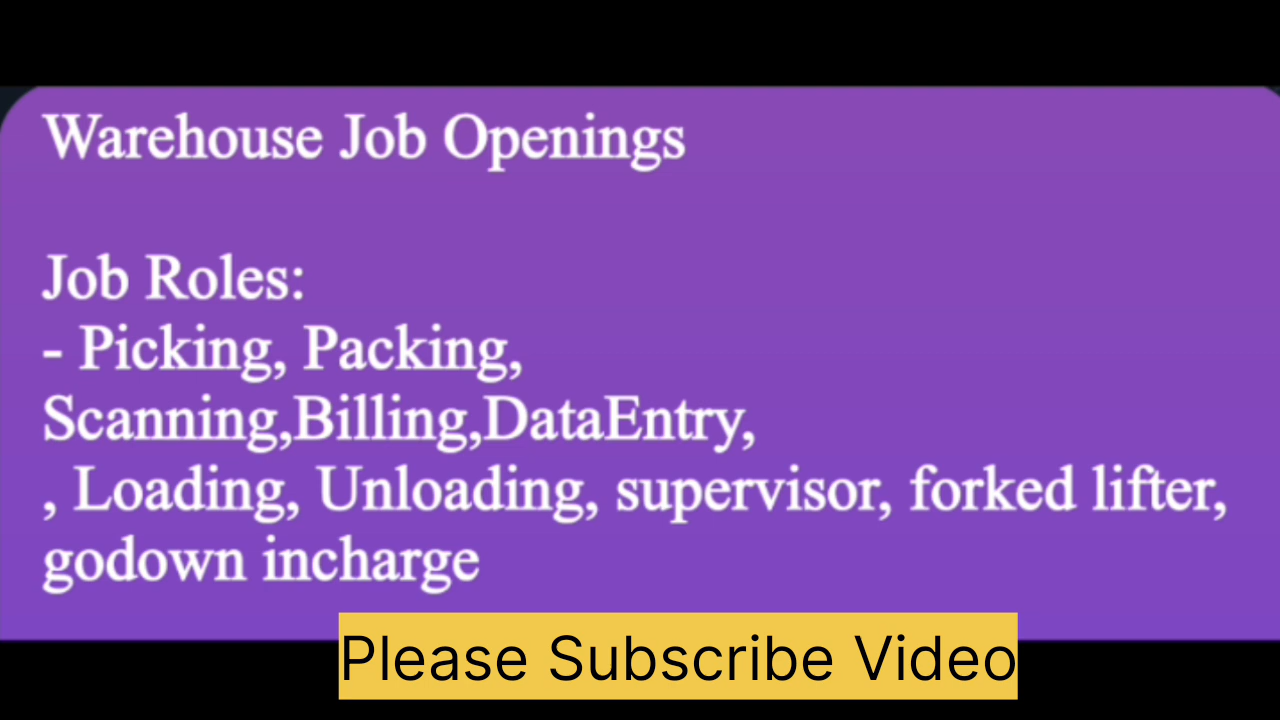 Warehouse Job Openings
Job Roles:
- Picking, Packing,
Scanning,Billing,DataEntry,
, Loading, Unloading, supervisor, forked lifter,
godown incharge
Please Subscribe Video